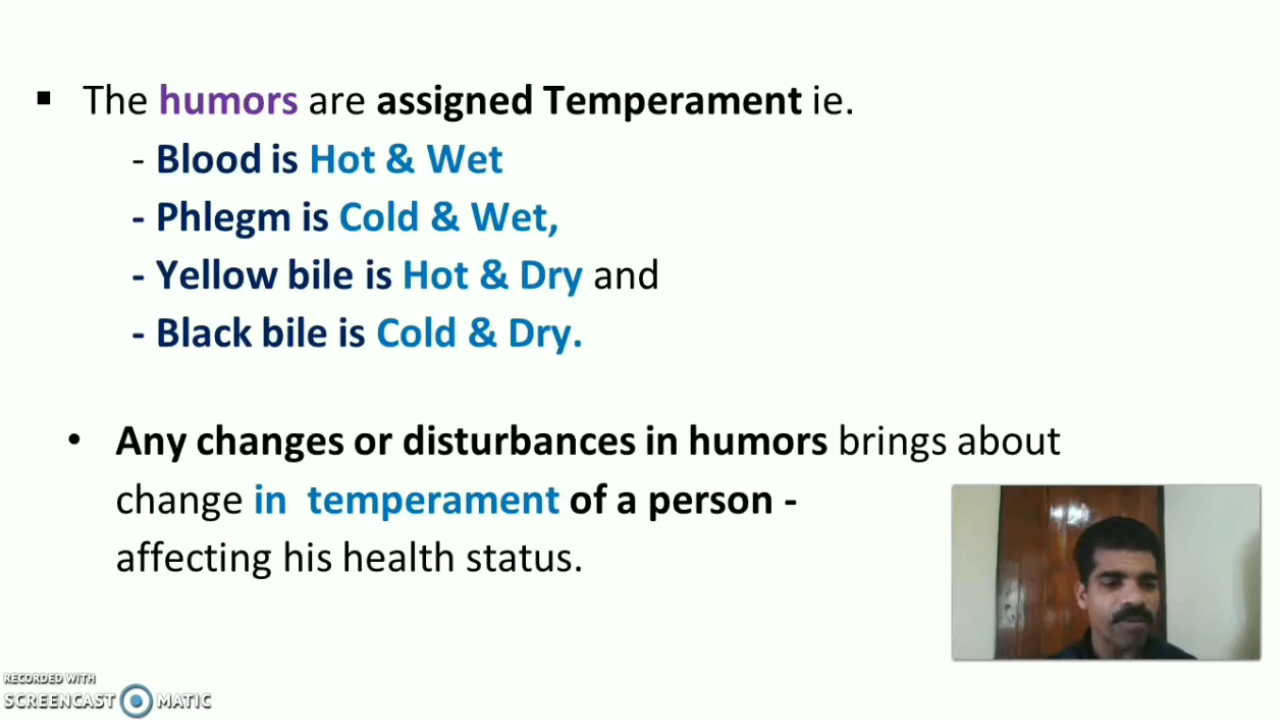 The humors are assigned Temperament ie.
- Blood is Hot & Wet
- Phlegm is Cold & Wet,
- Yellow bile is Hot & Dry and
- Black bile is Cold & Dry.
• Any changes or disturbances in humors brings about
change in temperament of a person -
affecting his health status.
RECORDED WITH
SCREENCAST MATIC